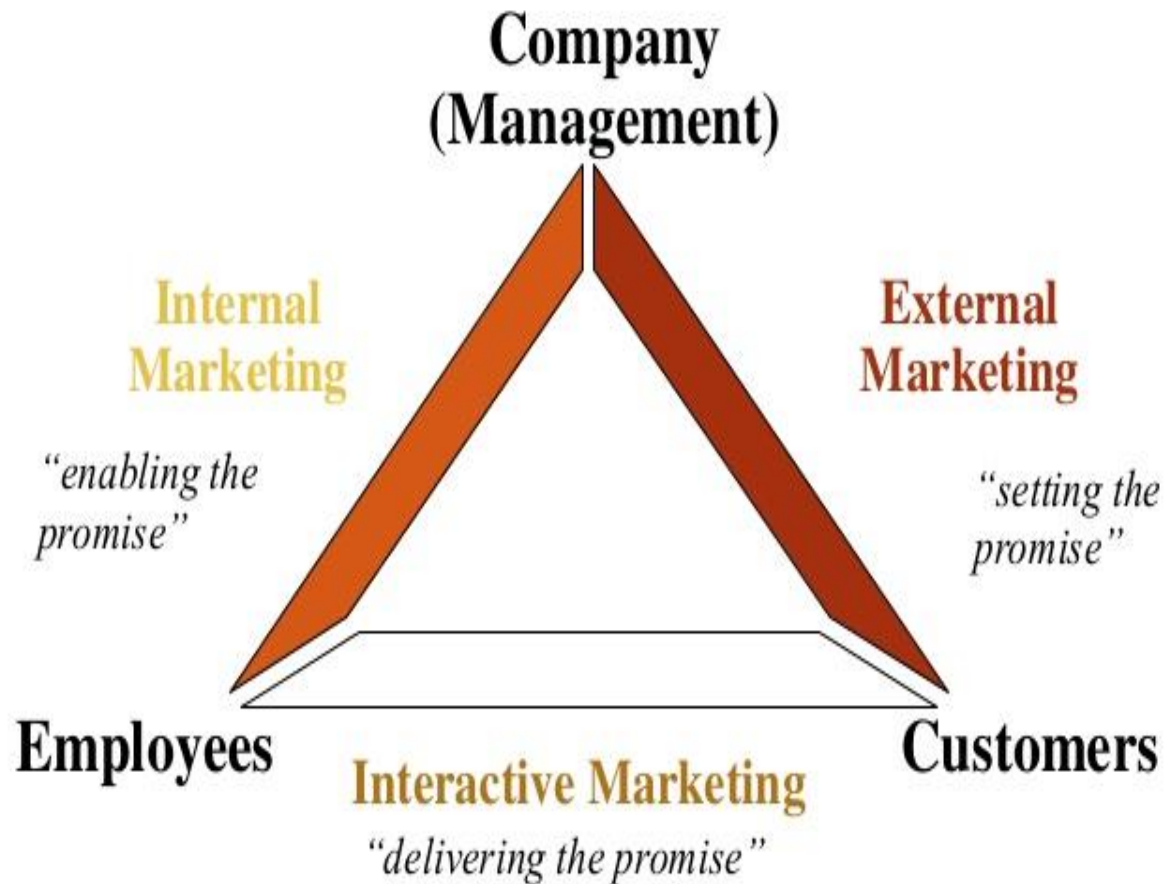 Company
(Management)
Internal
Marketing
External
Marketing
“enabling the
promise”
“setting the
promise”
Employees
Customers
Interactive Marketing
“delivering the promise”